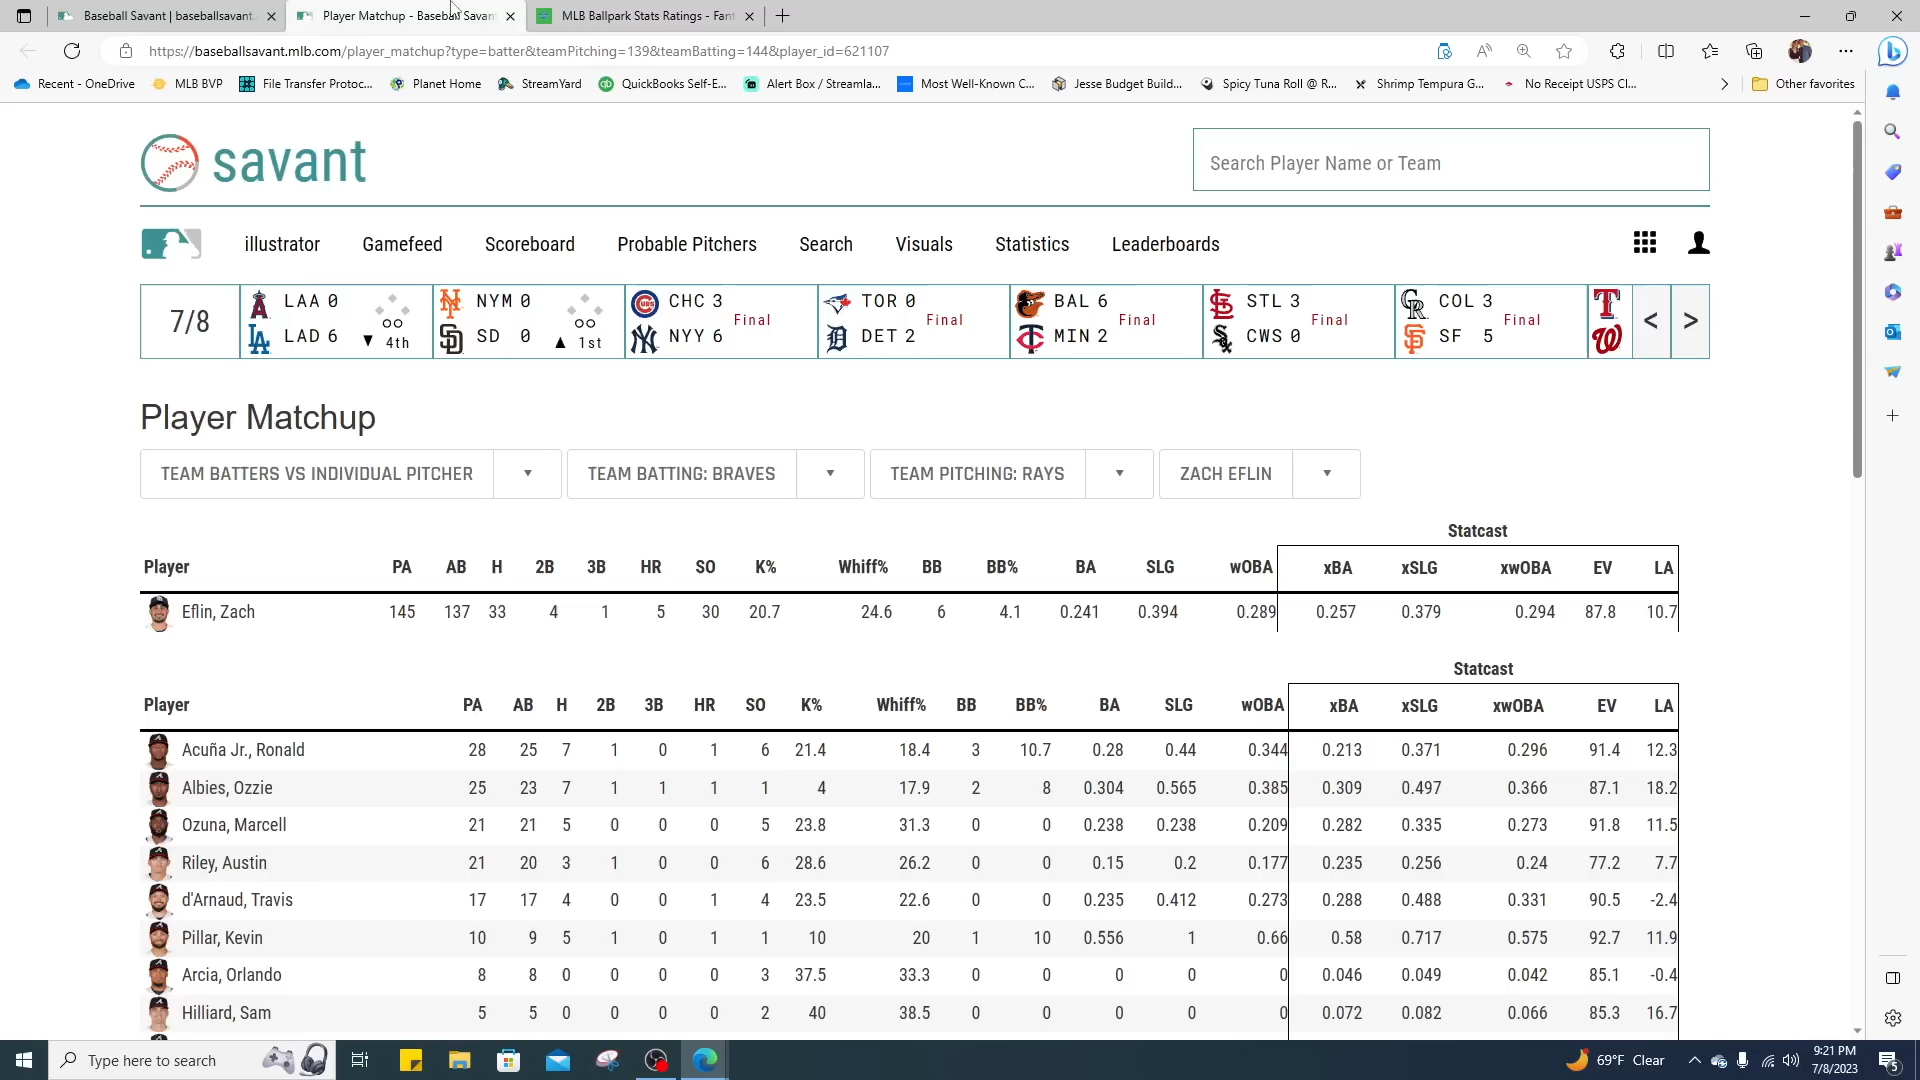 Baseball Savant | baseballsavant. Player Matchup - Baseball Savan MLB Ballpark Stats Ratings - Fant
https://baseballsavant.mlb.com/player_matchup?type=batter&teamPitching=139&teamBatting=144&player_id=621107
Recent - OneDrive MLB BVP File Transfer Protoc... Planet Home StreamYard QuickBooks Self-E... Alert Box / Streamla... Most Well-Known C... Jesse Budget Build... Spicy Tuna Roll @ R... Shrimp Tempura G... No Receipt USPS Cl... Other favorites
savant
Search Player Name or Team
illustrator Gamefeed Scoreboard Probable Pitchers Search Visuals Statistics Leaderboards
7/8
LAA 0
LAD 6
4th
NYM 0
SD 0
1st
CHC 3
NYY 6
Final
TOR 0
DET 2
Final
BAL 6
MIN 2
Final
STL 3
CWS 0
Final
COL 3
SF 5
Final
< >
Player Matchup
TEAM BATTERS VS INDIVIDUAL PITCHER TEAM BATTING: BRAVES TEAM PITCHING: RAYS ZACH EFLIN
Statcast
Player PA AB H 2B 3B HR SO K% Whiff% BB BB% BA SLG wOBA xBA xSLG xwOBA EV LA
Eflin, Zach 145 137 33 4 1 5 30 20.7 24.6 6 4.1 0.241 0.394 0.289 0.257 0.379 0.294 87.8 10.7
Statcast
Player PA AB H 2B 3B HR SO K% Whiff% BB BB% BA SLG wOBA xBA xSLG xwOBA EV LA
Acuña Jr., Ronald 28 25 7 1 0 1 6 21.4 18.4 3 10.7 0.28 0.44 0.344 0.213 0.371 0.296 91.4 12.3
Albies, Ozzie 25 23 7 1 1 1 1 4 17.9 2 8 0.304 0.565 0.385 0.309 0.497 0.366 87.1 18.2
Ozuna, Marcell 21 21 5 0 0 0 5 23.8 31.3 0 0 0.238 0.238 0.209 0.282 0.335 0.273 91.8 11.5
Riley, Austin 21 20 3 1 0 0 6 28.6 26.2 0 0 0.15 0.2 0.177 0.235 0.256 0.24 77.2 7.7
d'Arnaud, Travis 17 17 4 0 0 1 4 23.5 22.6 0 0 0.235 0.412 0.273 0.288 0.488 0.331 90.5 -2.4
Pillar, Kevin 10 9 5 1 0 1 1 10 20 1 10 0.556 1 0.66 0.58 0.717 0.575 92.7 11.9
Arcia, Orlando 8 8 0 0 0 0 3 37.5 33.3 0 0 0 0 0 0.046 0.049 0.042 85.1 -0.4
Hilliard, Sam 5 5 0 0 0 0 2 40 38.5 0 0 0 0 0 0.072 0.082 0.066 85.3 16.7
Type here to search
69°F Clear
9:21 PM
7/8/2023
5